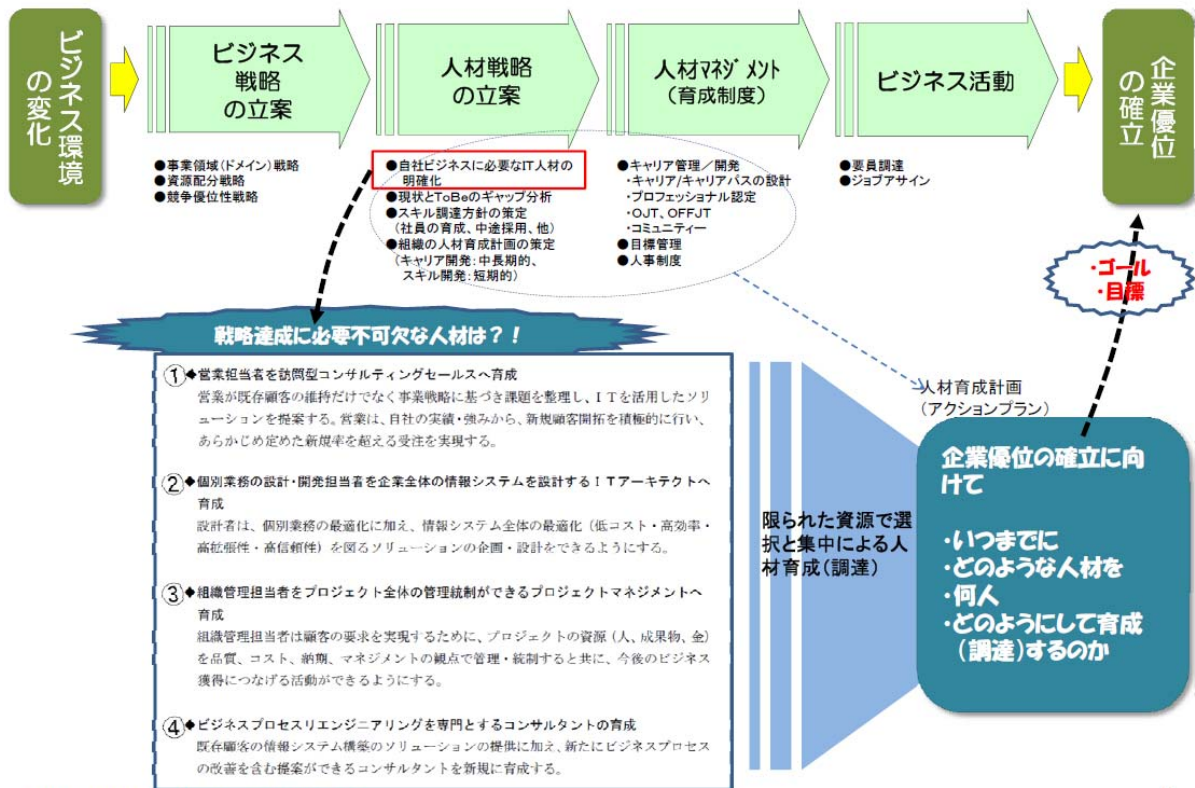 ビジネス環境
の変化
ビジネス
戦略
の立案
人材戦略
の立案
人材マネジメント
(育成制度)
ビジネス活動
企業優位
の確立
●事業領域(ドメイン)戦略
●資源配分戦略
●競争優位性戦略
●自社ビジネスに必要なIT人材の
明確化
●現状とToBeのギャップ分析
●スキル調達方針の策定
(社員の育成、中途採用、他)
●組織の人材育成計画の策定
(キャリア開発:中長期的、
スキル開発:短期的)
●キャリア管理/開発
・キャリア/キャリアパスの設計
・プロフェッショナル認定
・OJT、OFFJT
・コミュニティー
●目標管理
●人事制度
●要員調達
●ジョブアサイン
・ゴール
・目標
戦略達成に必要不可欠な人材は?!
①◆営業担当者を訪問型コンサルティングセールスへ育成
営業が既存顧客の維持だけでなく事業戦略に基づき課題を整理し、ITを活用したソリ
ューションを提案する。営業は、自社の実績・強みから、新規顧客開拓を積極的に行い、
あらかじめ定めた新規率を超える受注を実現する。
②◆個別業務の設計・開発担当者を企業全体の情報システムを設計するITアーキテクトへ
育成
設計者は、個別業務の最適化に加え、情報システム全体の最適化(低コスト・高効率・
高拡張性・高信頼性)を図るソリューションの企画・設計をできるようにする。
③◆組織管理担当者をプロジェクト全体の管理統制ができるプロジェクトマネジメントへ
育成
組織管理担当者は顧客の要求を実現するために、プロジェクトの資源(人、成果物、金)
を品質、コスト、納期、マネジメントの観点で管理・統制すると共に、今後のビジネス
獲得につなげる活動ができるようにする。
④◆ビジネスプロセスリエンジニアリングを専門とするコンサルタントの育成
既存顧客の情報システム構築のソリューションの提供に加え、新たにビジネスプロセス
の改善を含む提案ができるコンサルタントを新規に育成する。
限られた資源で選
択と集中による人
材育成(調達)
人材育成計画
(アクションプラン)
企業優位の確立に向
けて
・いつまでに
・どのような人材を
・何人
・どのようにして育成
(調達)するのか